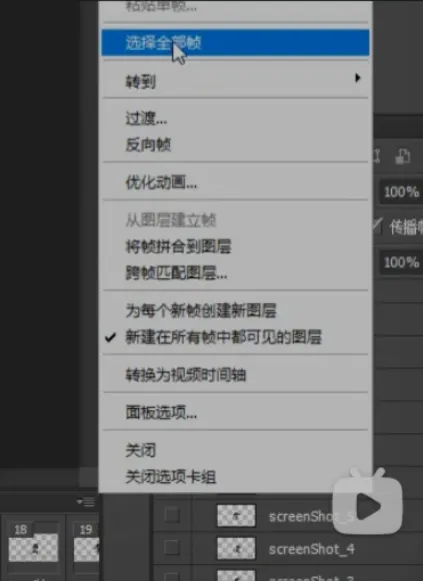 粘贴单帧...
选择全部帧
转到
过渡...
反向帧
优化动画...
从图层建立帧
将帧拼合到图层
跨帧匹配图层...
为每个新帧创建新图层
新建在所有帧中都可见的图层
转换为视频时间轴
面板选项...
关闭
关闭选项卡组
100%
传播帧
100%
18
19
screenShot_5
screenShot_4